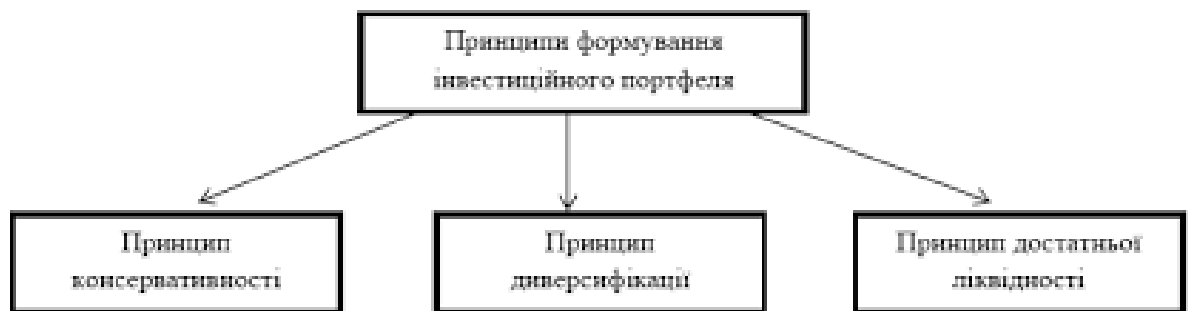 Принципи формування
інвестиційного портфеля
Принцип
консервативності
Принцип
диверсифікації
Принцип достатньої
ліквідності